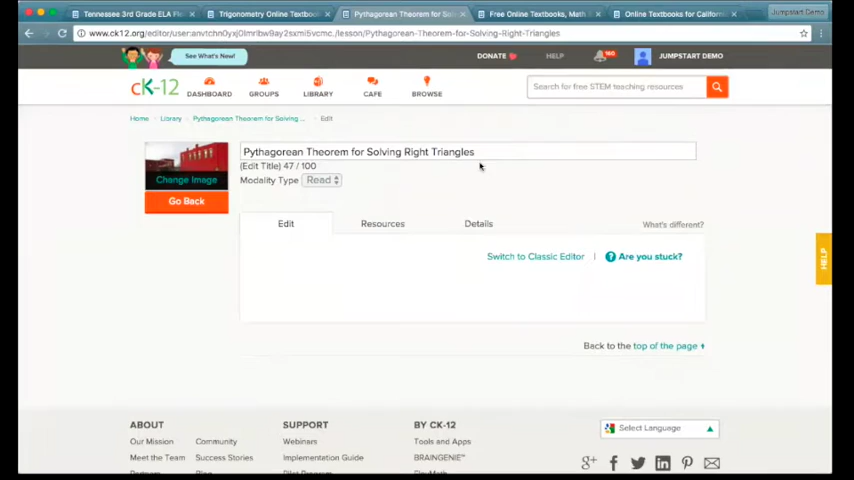 Tennessee 3rd Grade ELA Fl
Trigonometry Online Textboo
Pythagorean Theorem for Sol
Free Online Textbooks, Math
Online Textbooks for Californ
Jumpstart Demo
www.ck12.org/editor/user:anvtchn0yxj0lmrlbw9ay2sxmi5vcmc./lesson/Pythagorean-Theorem-for-Solving-Right-Triangles
See What's New!
DONATE
HELP
JUMPSTART DEMO
cK-12
DASHBOARD
GROUPS
LIBRARY
CAFE
BROWSE
Search for free STEM teaching resources
Home
Library
Pythagorean Theorem for Solving ...
Edit
Change Image
Go Back
Pythagorean Theorem for Solving Right Triangles
(Edit Title) 47 / 100
Modality Type Read
Edit
Resources
Details
What's different?
Switch to Classic Editor | ? Are you stuck?
HELP
Back to the top of the page ↑
ABOUT
SUPPORT
BY CK-12
Select Language
Our Mission
Community
Webinars
Tools and Apps
Meet the Team
Success Stories
Implementation Guide
BRAINGENIE™
g+